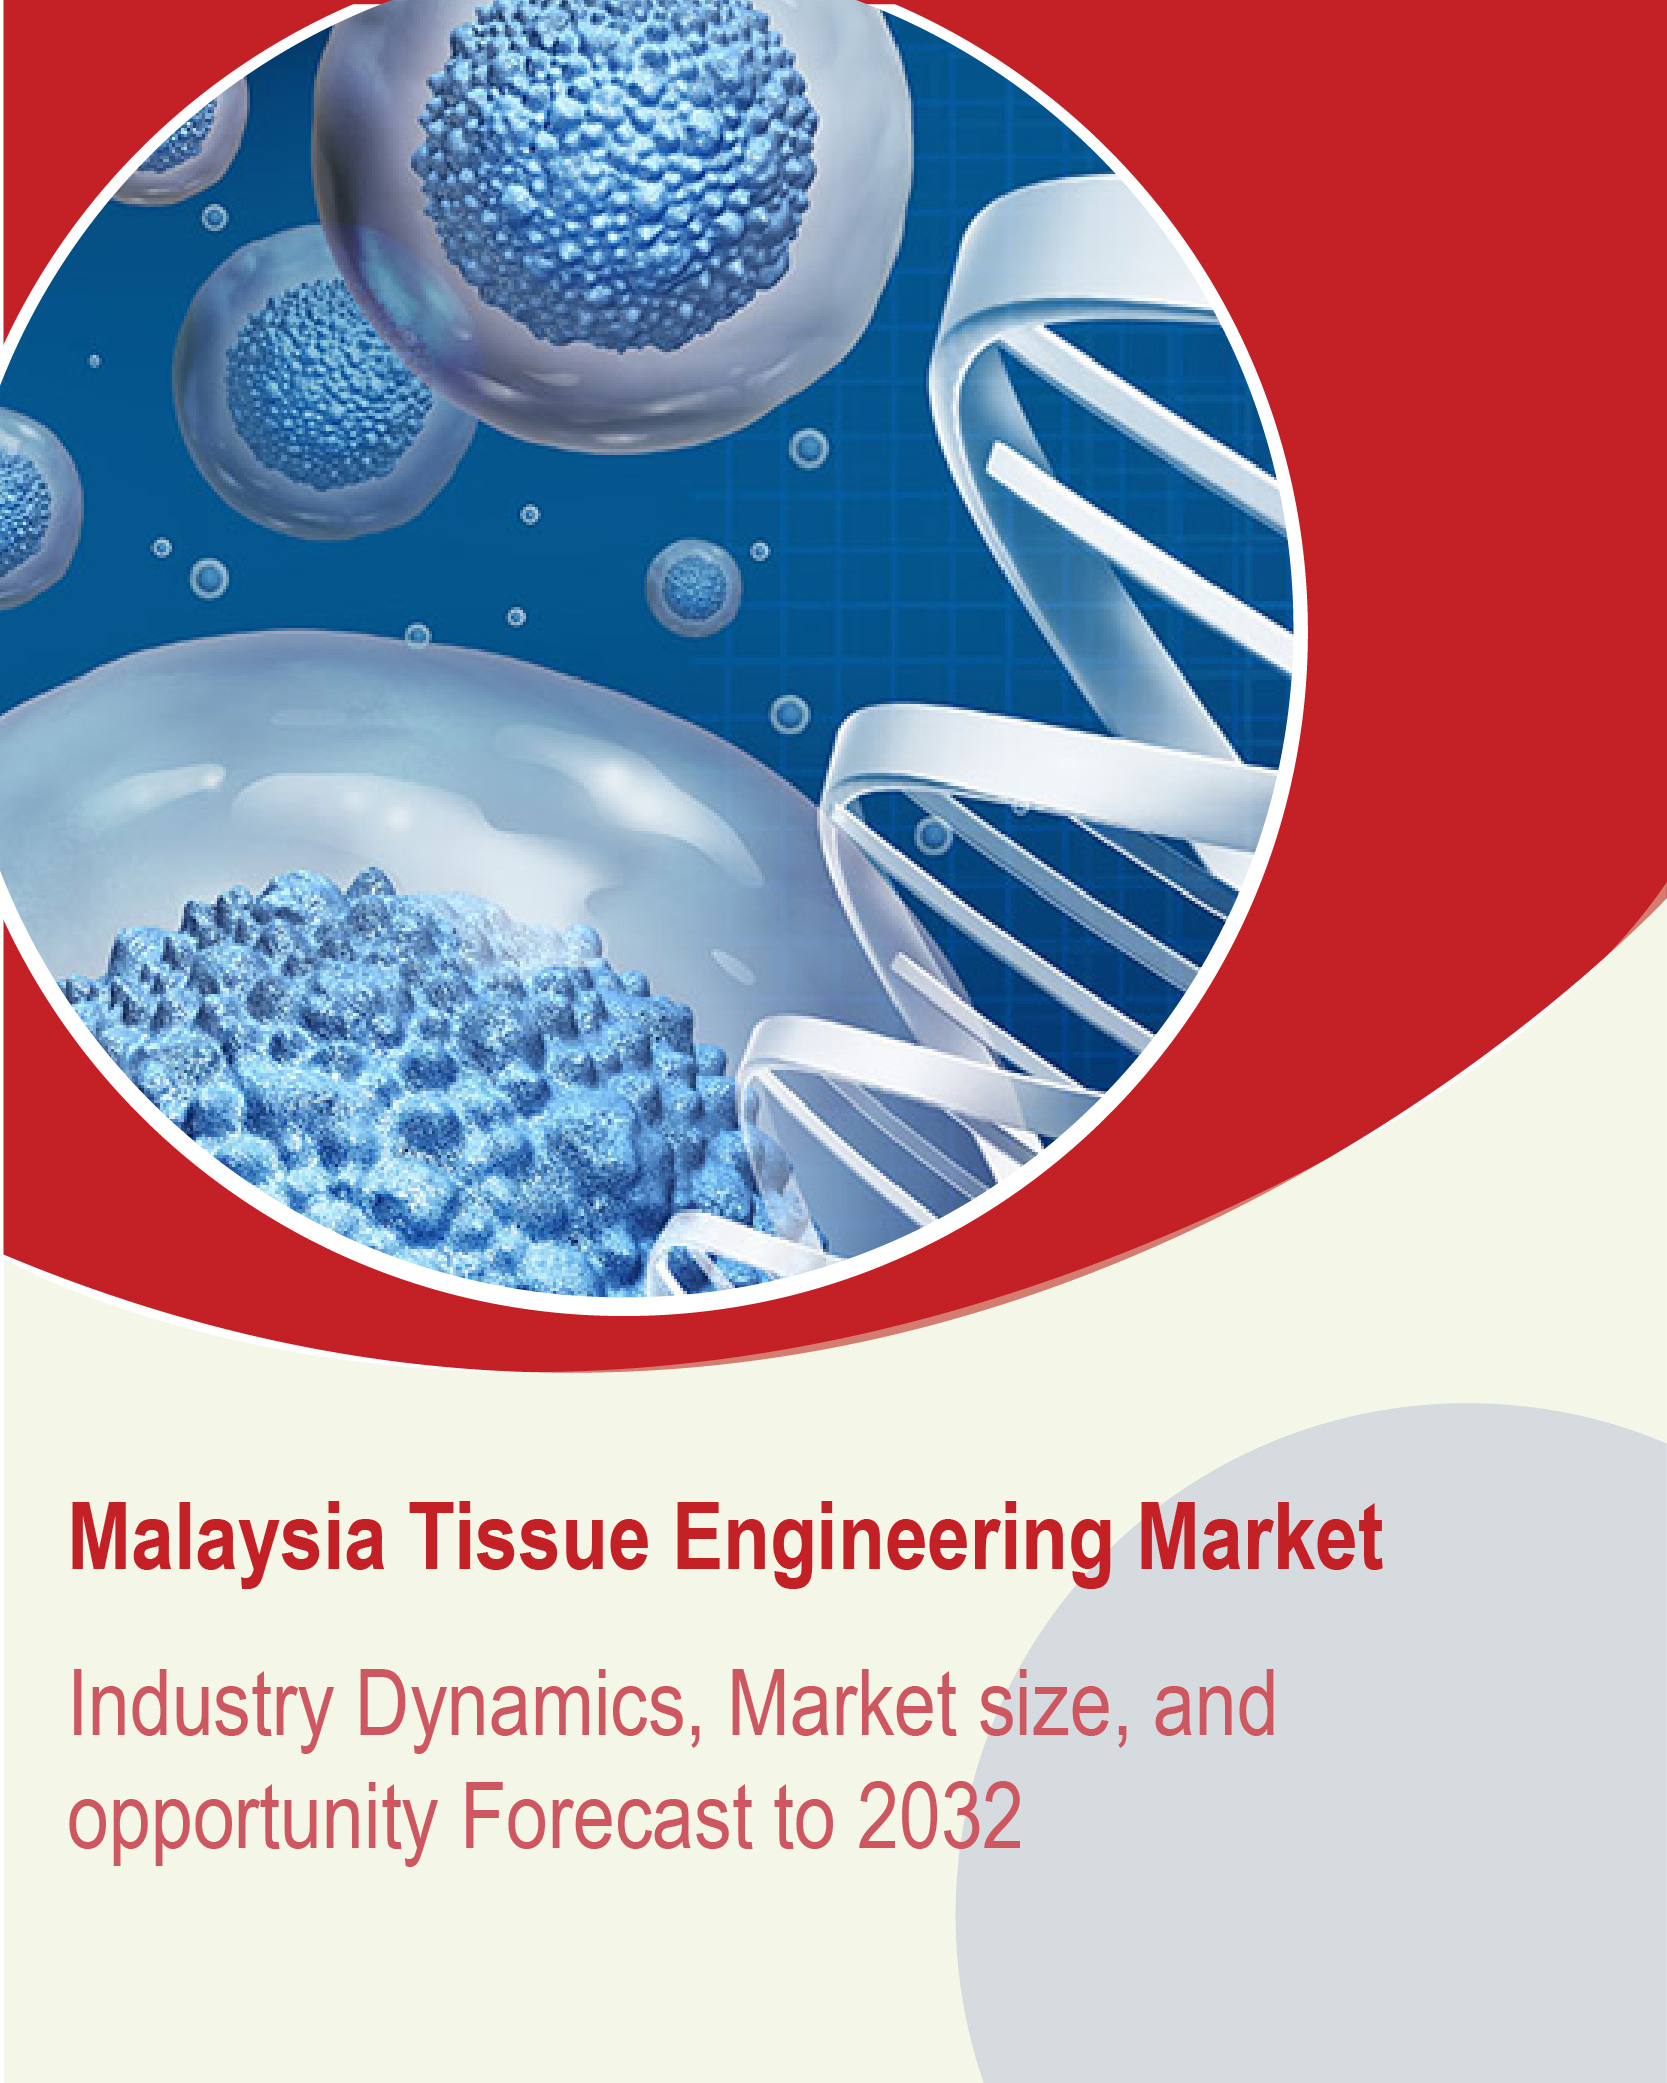 Malaysia Tissue Engineering Market
Industry Dynamics, Market size, and
opportunity Forecast to 2032